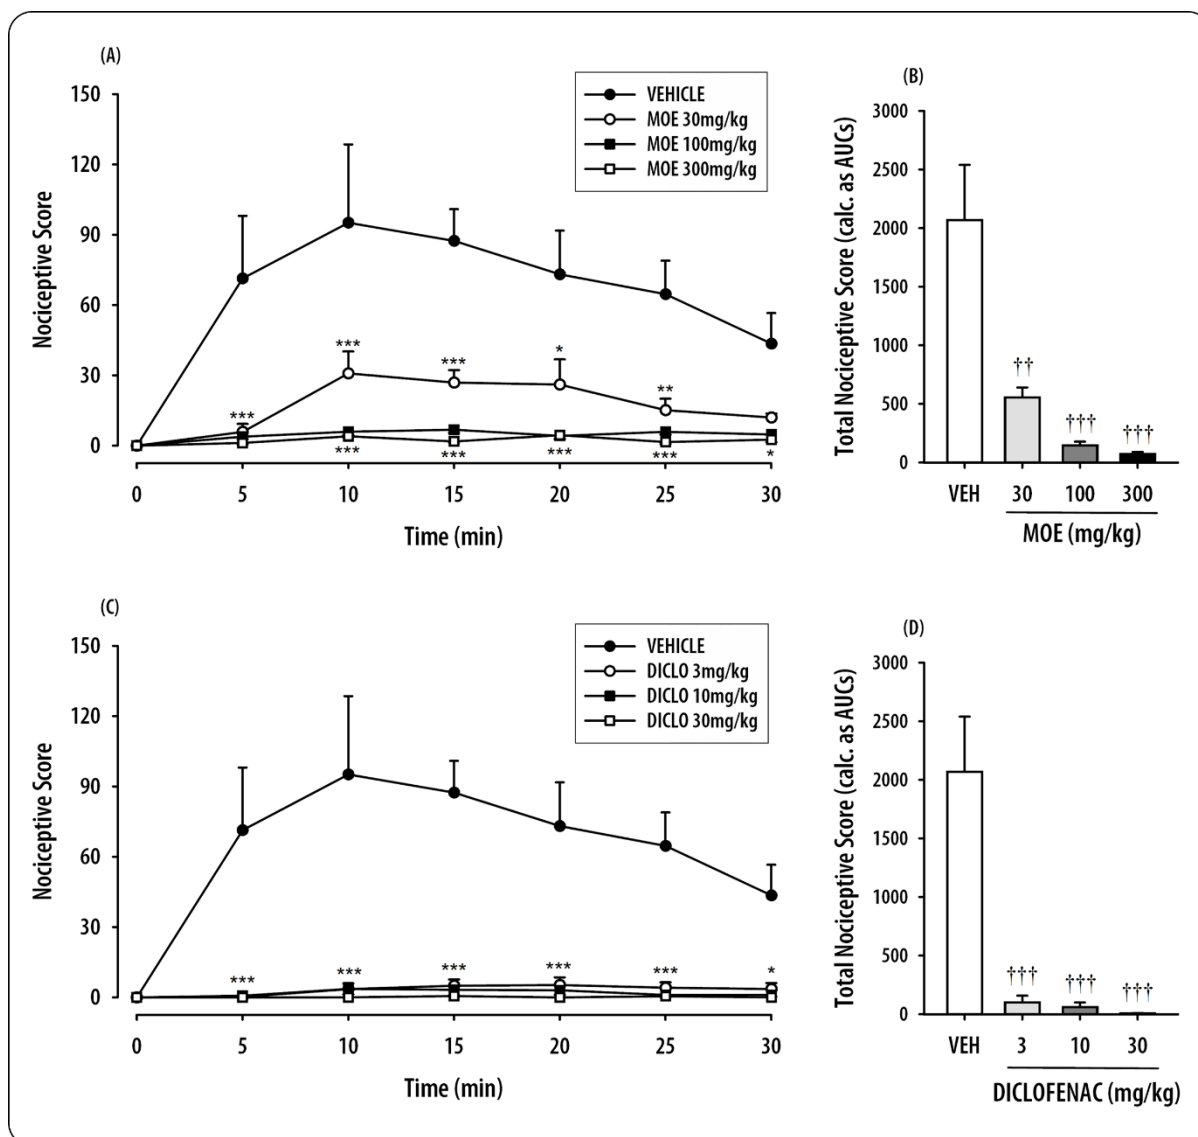 (A)
150
120
90
60
30
0
Nociceptive Score
VEHICLE
MOE 30mg/kg
MOE 100mg/kg
MOE 300mg/kg
***
***
***
*
**
***
***
***
***
*
0 5 10 15 20 25 30
Time (min)
(B)
3000
2500
2000
1500
1000
500
0
Total Nociceptive Score (calc. as AUCs)
††
†††
†††
VEH 30 100 300
MOE (mg/kg)
(C)
150
120
90
60
30
0
Nociceptive Score
VEHICLE
DICLO 3mg/kg
DICLO 10mg/kg
DICLO 30mg/kg
*** *** *** *** *** *
0 5 10 15 20 25 30
Time (min)
(D)
3000
2500
2000
1500
1000
500
0
Total Nociceptive Score (calc. as AUCs)
†††
†††
†††
VEH 3 10 30
DICLOFENAC (mg/kg)